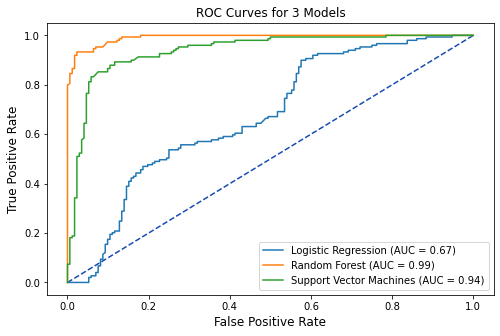 ROC Curves for 3 Models
True Positive Rate
1.0
0.8
0.6
0.4
0.2
0.0
0.0 0.2 0.4 0.6 0.8 1.0
False Positive Rate
Logistic Regression (AUC = 0.67)
Random Forest (AUC = 0.99)
Support Vector Machines (AUC = 0.94)